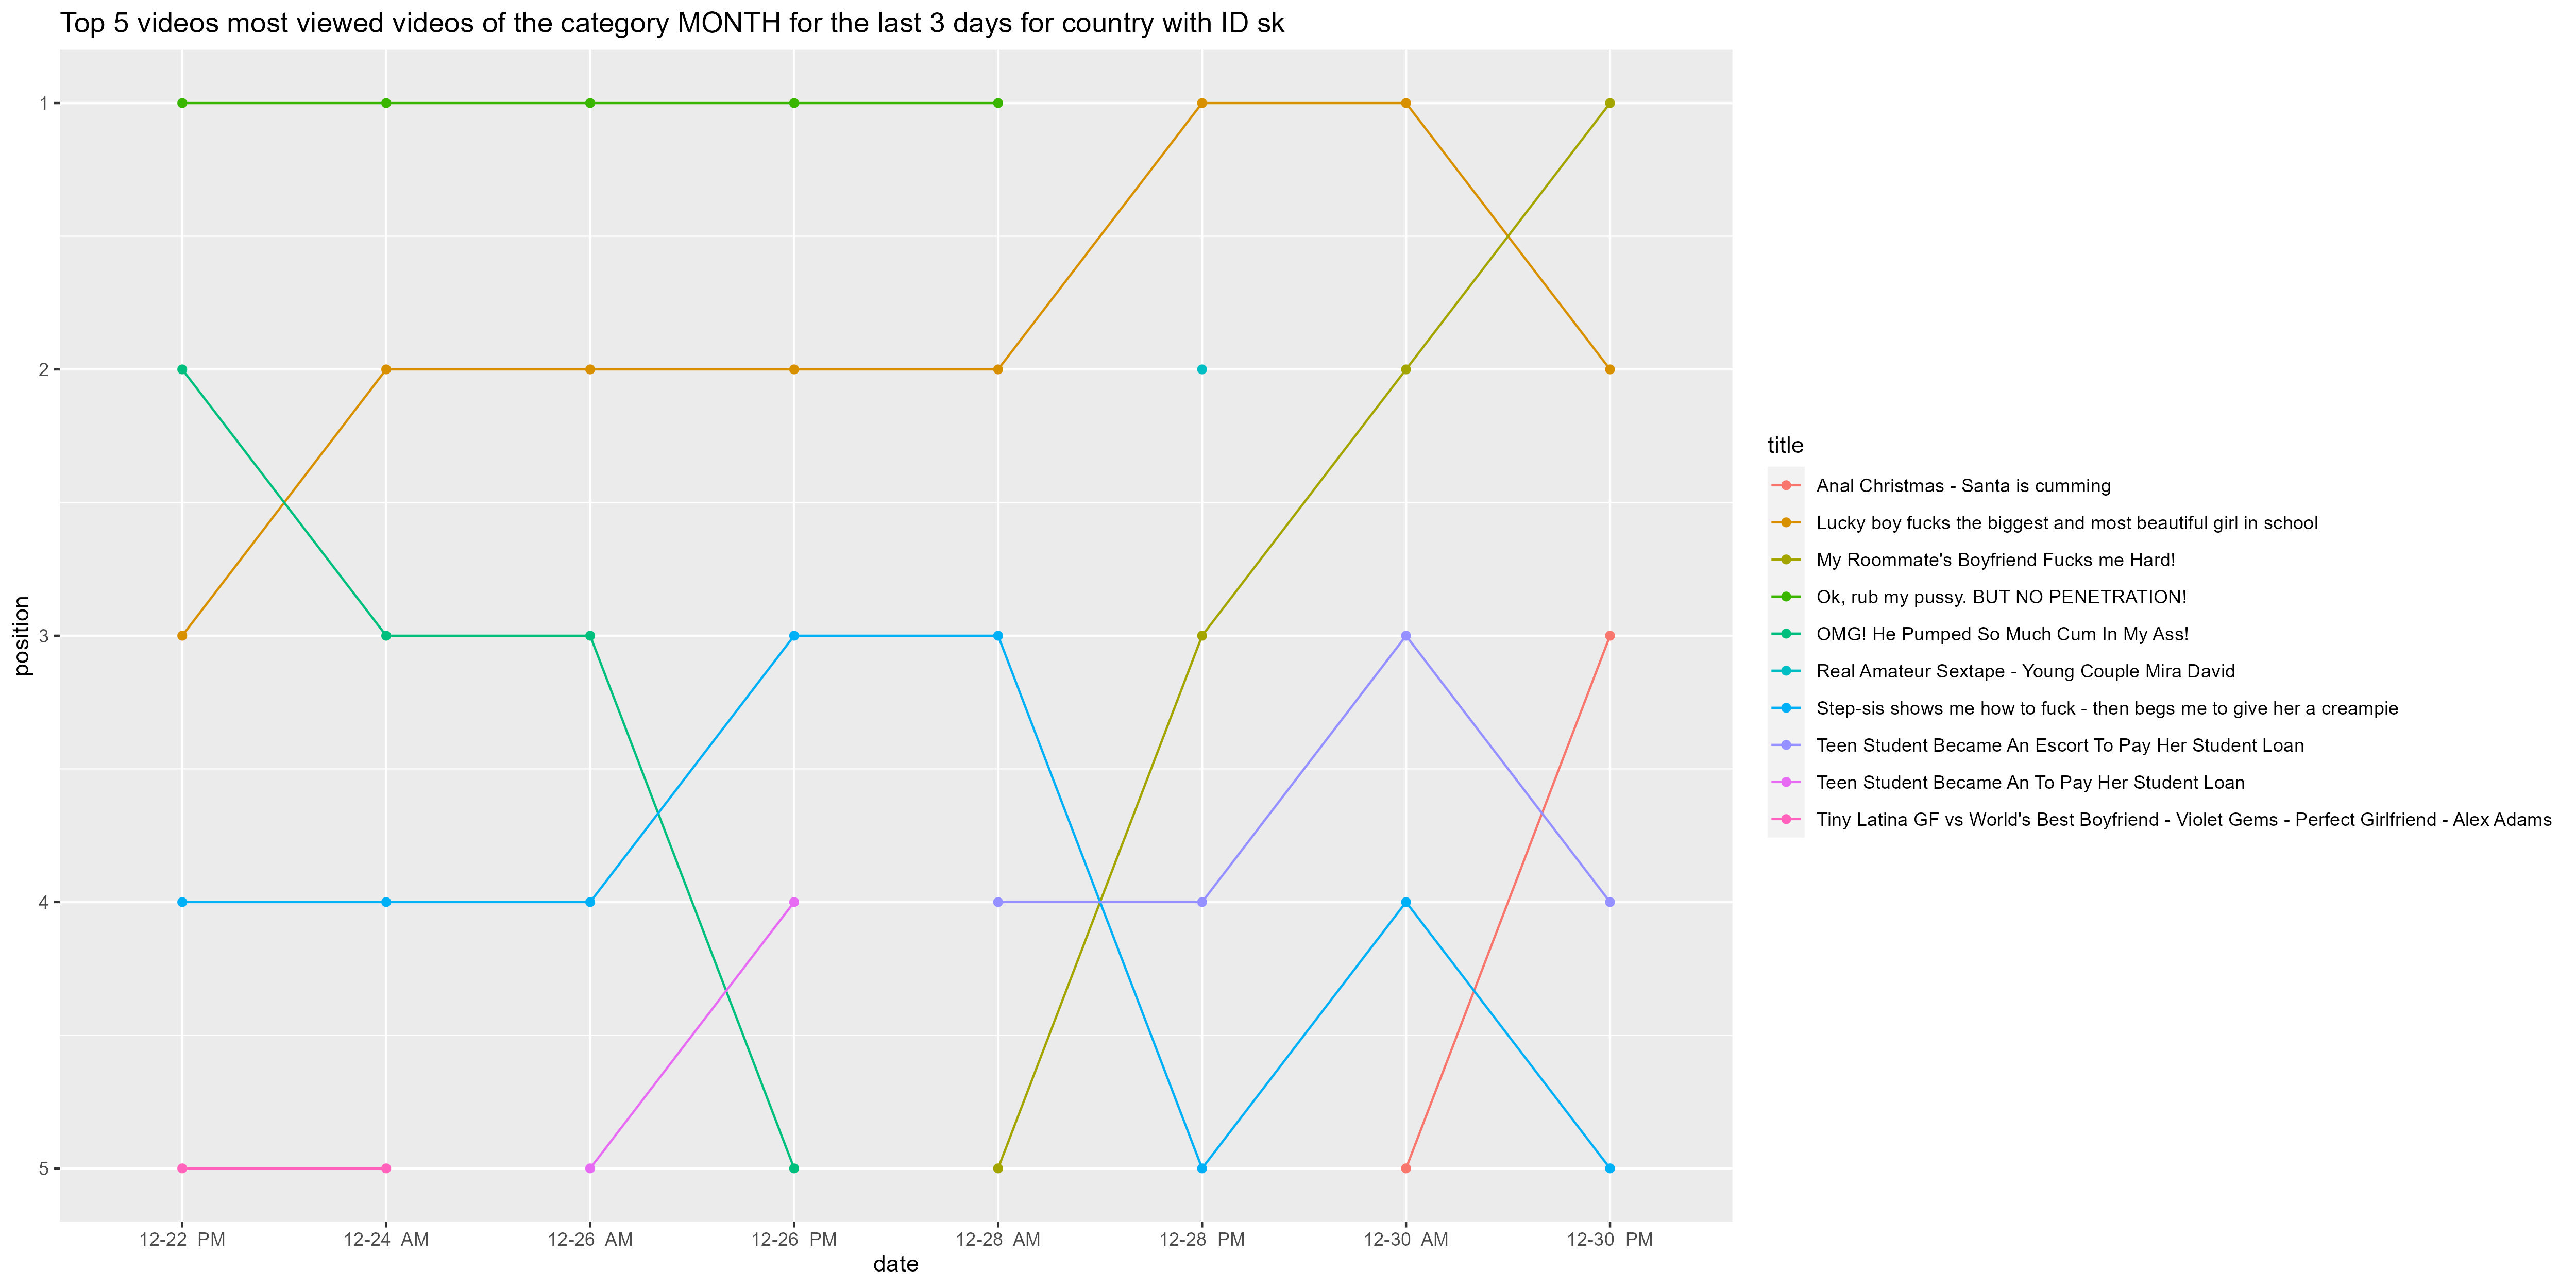 Top 5 videos most viewed videos of the category MONTH for the last 3 days for country with ID sk
position
1
2
3
4
5
12-22 PM
12-24 AM
12-26 AM
12-26 PM
12-28 AM
12-28 PM
12-30 AM
12-30 PM
date
title
Anal Christmas - Santa is cumming
Lucky boy fucks the biggest and most beautiful girl in school
My Roommate's Boyfriend Fucks me Hard!
Ok, rub my pussy. BUT NO PENETRATION!
OMG! He Pumped So Much Cum In My Ass!
Real Amateur Sextape - Young Couple Mira David
Step-sis shows me how to fuck - then begs me to give her a creampie
Teen Student Became An Escort To Pay Her Student Loan
Teen Student Became An To Pay Her Student Loan
Tiny Latina GF vs World's Best Boyfriend - Violet Gems - Perfect Girlfriend - Alex Adams